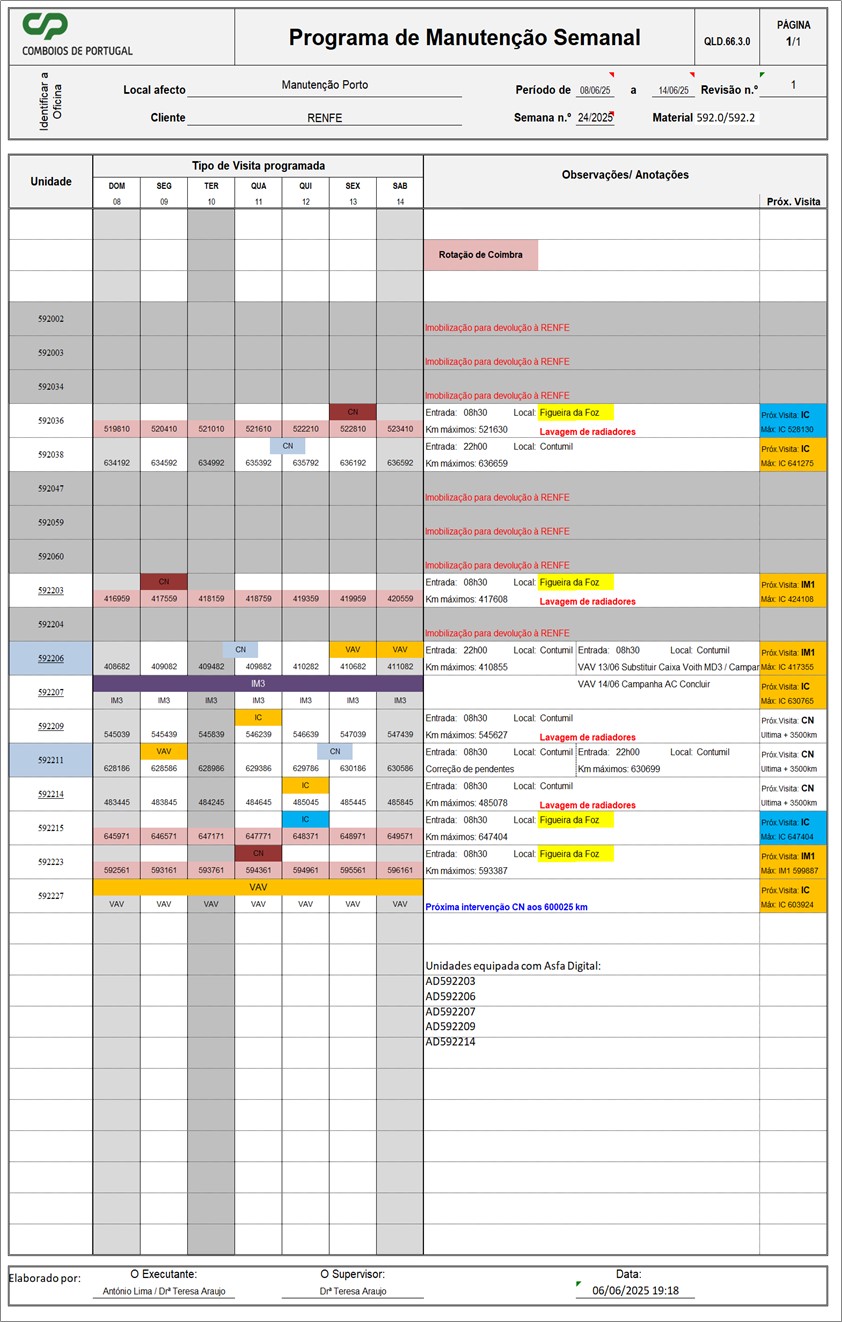 CP
COMBOIOS DE PORTUGAL
Programa de Manutenção Semanal
QLD.66.3.0
PÁGINA
1/1
Identificar a Oficina
Local afecto Manutenção Porto
Período de 08/06/25 a 14/06/25 Revisão n.º 1
Cliente RENFE
Semana n.º 24/2025 Material 592.0/592.2
Unidade
Tipo de Visita programada
Observações/ Anotações
DOM SEG TER QUA QUI SEX SAB
08 09 10 11 12 13 14
Próx. Visita
Rotação de Coimbra
592002
Imobilização para devolução à RENFE
592003
Imobilização para devolução à RENFE
592034
Imobilização para devolução à RENFE
592036
CN
519810 520410 521010 521610 522210 522810 523410
Entrada: 08h30 Local: Figueira da Foz
Km máximos: 521630 Lavagem de radiadores
Próx.Visita: IC
Máx: IC 528130
592038
CN
634192 634592 634992 635392 635792 636192 636592
Entrada: 22h00 Local: Contumil
Km máximos: 636659
Próx.Visita: IC
Máx: IC 641275
592047
Imobilização para devolução à RENFE
592059
Imobilização para devolução à RENFE
592060
Imobilização para devolução à RENFE
592203
CN
416959 417559 418159 418759 419359 419959 420559
Entrada: 08h30 Local: Figueira da Foz
Km máximos: 417608 Lavagem de radiadores
Próx.Visita: IM1
Máx: IC 424108
592204
Imobilização para devolução à RENFE
592206
CN VAV VAV
408682 409082 409482 409882 410282 410682 411082
Entrada: 22h00 Local: Contumil Entrada: 08h30 Local: Contumil
Km máximos: 410855 VAV 13/06 Substituir Caixa Voith MD3 / Campar
Próx.Visita: IM1
Máx: IC 417355
592207
IM3
IM3 IM3 IM3 IM3 IM3 IM3 IM3
VAV 14/06 Campanha AC Concluir
Próx.Visita: IC
Máx: IC 630765
592209
IC
545039 545439 545839 546239 546639 547039 547439
Entrada: 08h30 Local: Contumil
Km máximos: 545627 Lavagem de radiadores
Próx.Visita: CN
Ultima + 3500km
592211
VAV CN
628186 628586 628986 629386 629786 630186 630586
Entrada: 08h30 Local: Contumil Entrada: 22h00 Local: Contumil
Correção de pendentes Km máximos: 630699
Próx.Visita: CN
Ultima + 3500km
592214
IC
483445 483845 484245 484645 485045 485445 485845
Entrada: 08h30 Local: Contumil
Km máximos: 485078 Lavagem de radiadores
Próx.Visita: CN
Ultima + 3500km
592215
IC
645971 646571 647171 647771 648371 648971 649571
Entrada: 08h30 Local: Figueira da Foz
Km máximos: 647404
Próx.Visita: IC
Máx: IC 647404
592223
CN
592561 593161 593761 594361 594961 595561 596161
Entrada: 08h30 Local: Figueira da Foz
Km máximos: 593387
Próx.Visita: IM1
Máx: IM1 599887
592227
VAV
VAV VAV VAV VAV VAV VAV VAV
Próxima intervenção CN aos 600025 km
Próx.Visita: IC
Máx: IC 603924
Unidades equipada com Asfa Digital:
AD592203
AD592206
AD592207
AD592209
AD592214
Elaborado por:
O Executante:
António Lima / Drª Teresa Araujo
O Supervisor:
Drª Teresa Araujo
Data:
06/06/2025 19:18